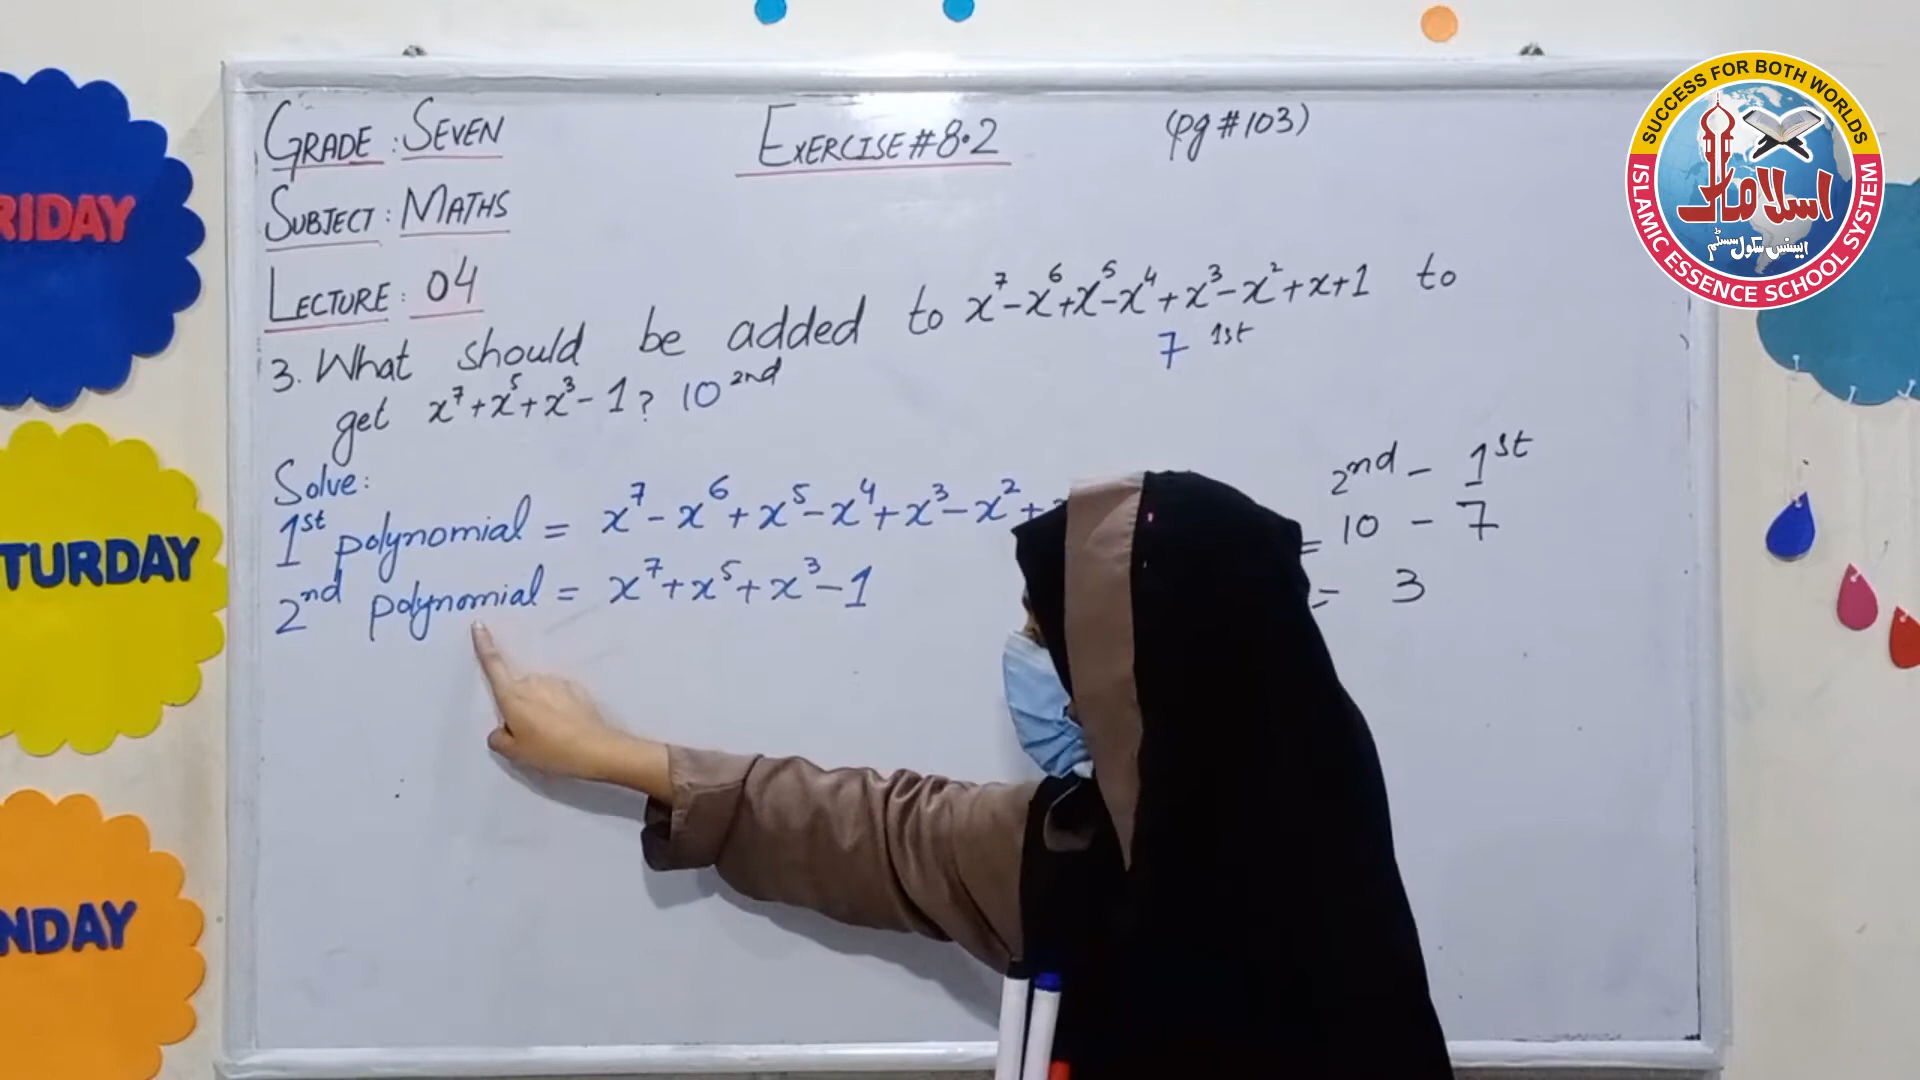 GRADE : SEVEN
EXERCISE # 8.2
(pg # 103)
SUBJECT : MATHS
LECTURE : 04
3. What should be added to x⁷ - x⁶ + x⁵ - x⁴ + x³ - x² + x + 1 to
7 1st
get x⁷ + x⁵ + x³ - 1? 10 2nd
Solve:
1st polynomial = x⁷ - x⁶ + x⁵ - x⁴ + x³ - x² +
2nd polynomial = x⁷ + x⁵ + x³ - 1
2nd - 1st
= 10 - 7
= 3
RIDAY
TURDAY
NDAY
SUCCESS FOR BOTH WORLDS
اسلامک
ایسنس سکول سسٹم
ISLAMIC ESSENCE SCHOOL SYSTEM